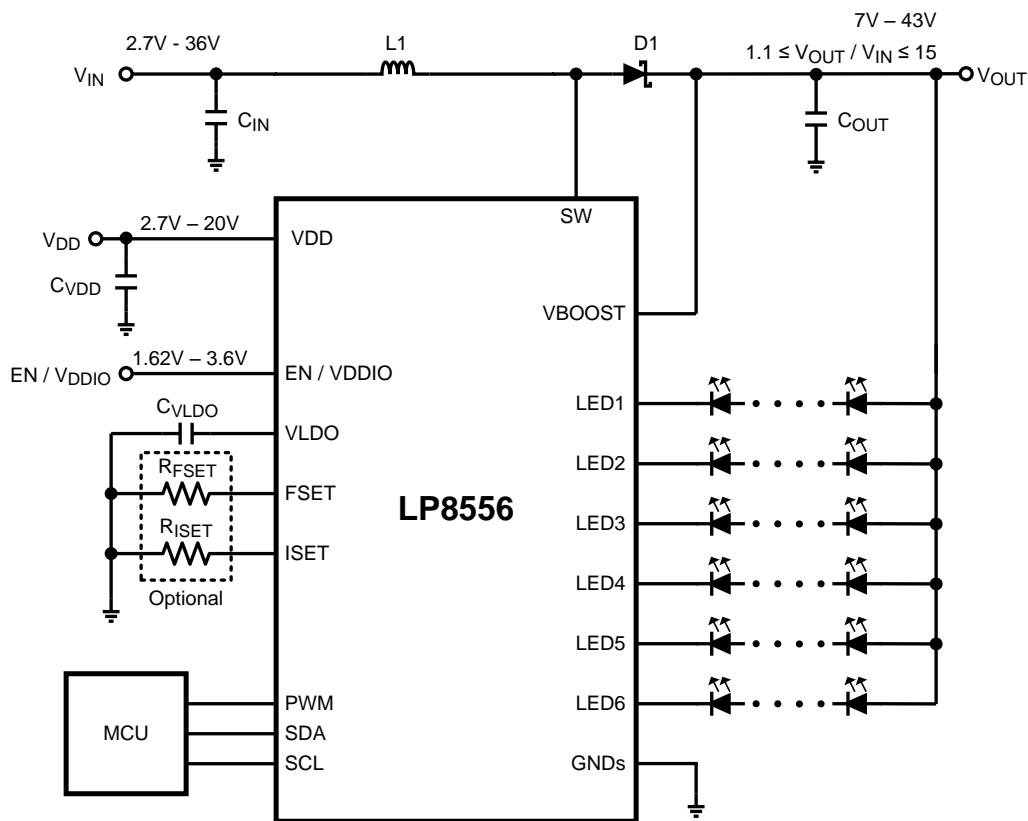 7V – 43V
2.7V - 36V
L1
D1
1.1 ≤ VOUT / VIN ≤ 15
VIN
VOUT
CIN
COUT
SW
2.7V – 20V
VDD
VDD
CVDD
VBOOST
1.62V – 3.6V
EN / VDDIO
EN / VDDIO
CVLDO
VLDO
LED1
RFSET
FSET
LED2
LP8556
RISET
ISET
LED3
Optional
LED4
LED5
MCU
PWM
LED6
SDA
SCL
GNDs